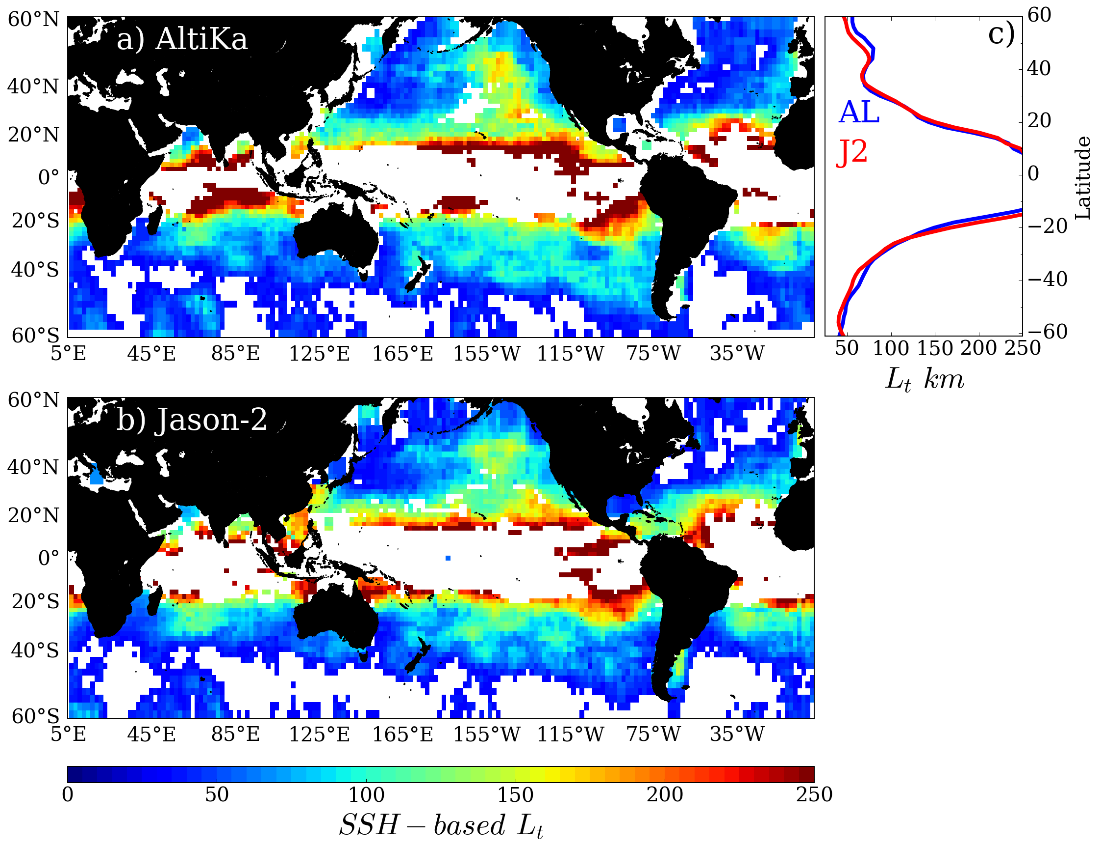 a) AltiKa
60°N
40°N
20°N
0°
20°S
40°S
60°S
5°E 45°E 85°E 125°E 165°E 155°W 115°W 75°W 35°W
c)
AL
J2
60
40
20
0
−20
−40
−60
Latitude
50 100 150 200 250
L_t km
b) Jason-2
60°N
40°N
20°N
0°
20°S
40°S
60°S
5°E 45°E 85°E 125°E 165°E 155°W 115°W 75°W 35°W
0 50 100 150 200 250
SSH−based L_t